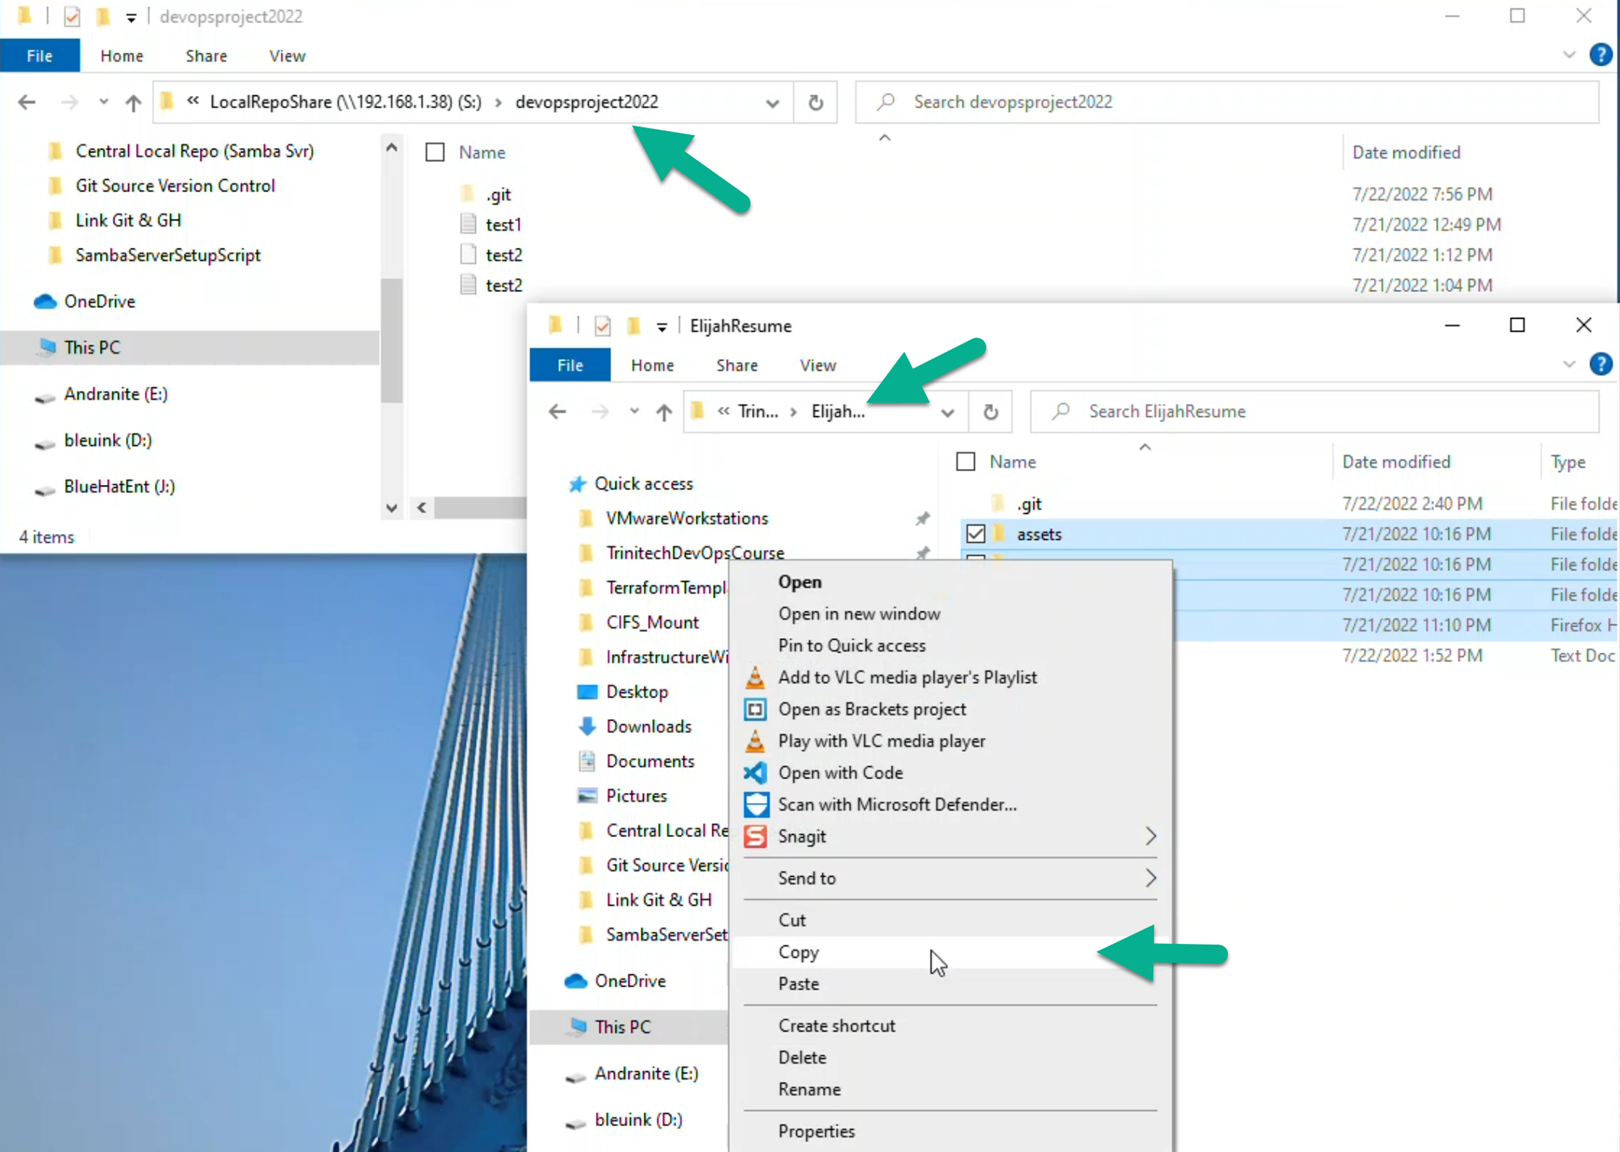 devopsproject2022
File Home Share View
« LocalRepoShare (\\192.168.1.38) (S:) › devopsproject2022
Search devopsproject2022
Central Local Repo (Samba Svr)
Git Source Version Control
Link Git & GH
SambaServerSetupScript
OneDrive
This PC
Andranite (E:)
bleuink (D:)
BlueHatEnt (J:)
4 items
Name Date modified
.git 7/22/2022 7:56 PM
test1 7/21/2022 12:49 PM
test2 7/21/2022 1:12 PM
test2 7/21/2022 1:04 PM
ElijahResume
File Home Share View
« Trin... › Elijah...
Search ElijahResume
Quick access
VMwareWorkstations
TrinitechDevOpsCourse
TerraformTempl
CIFS_Mount
InfrastructureWi
Desktop
Downloads
Documents
Pictures
Central Local Re
Git Source Versio
Link Git & GH
SambaServerSet
OneDrive
This PC
Andranite (E:)
bleuink (D:)
Name Date modified Type
.git 7/22/2022 2:40 PM File folde
assets 7/21/2022 10:16 PM File folde
7/21/2022 10:16 PM File folde
7/21/2022 10:16 PM File folde
7/21/2022 11:10 PM Firefox H
7/22/2022 1:52 PM Text Doc
Open
Open in new window
Pin to Quick access
Add to VLC media player's Playlist
Open as Brackets project
Play with VLC media player
Open with Code
Scan with Microsoft Defender...
Snagit
Send to
Cut
Copy
Paste
Create shortcut
Delete
Rename
Properties